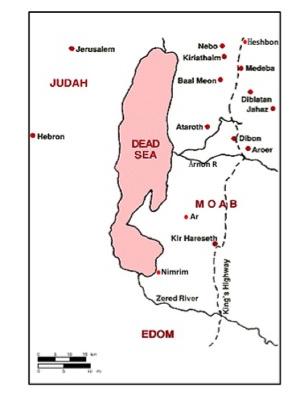 Nebo
Heshbon
Jerusalem
Kiriathaim
Medeba
JUDAH
Baal Meon
Diblatan
Jahaz
Ataroth
Hebron
Dibon
DEAD
SEA
Aroer
Arnon R
MOAB
Ar
Kir Hareseth
Nimrim
King's Highway
Zered River
EDOM